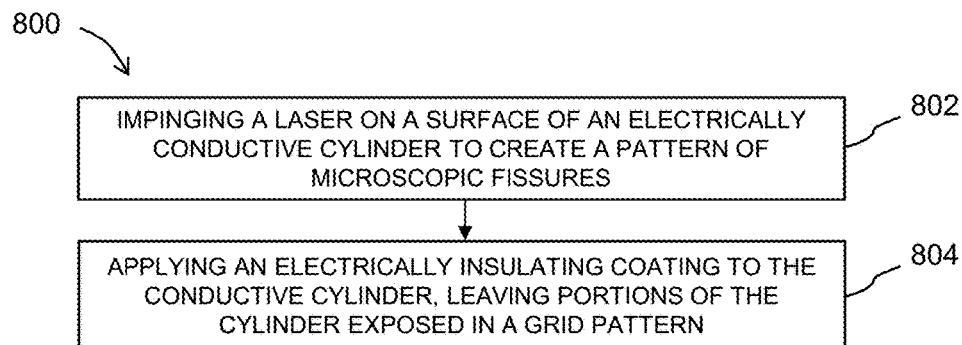 800
IMPINGING A LASER ON A SURFACE OF AN ELECTRICALLY
CONDUCTIVE CYLINDER TO CREATE A PATTERN OF
MICROSCOPIC FISSURES
802
APPLYING AN ELECTRICALLY INSULATING COATING TO THE
CONDUCTIVE CYLINDER, LEAVING PORTIONS OF THE
CYLINDER EXPOSED IN A GRID PATTERN
804